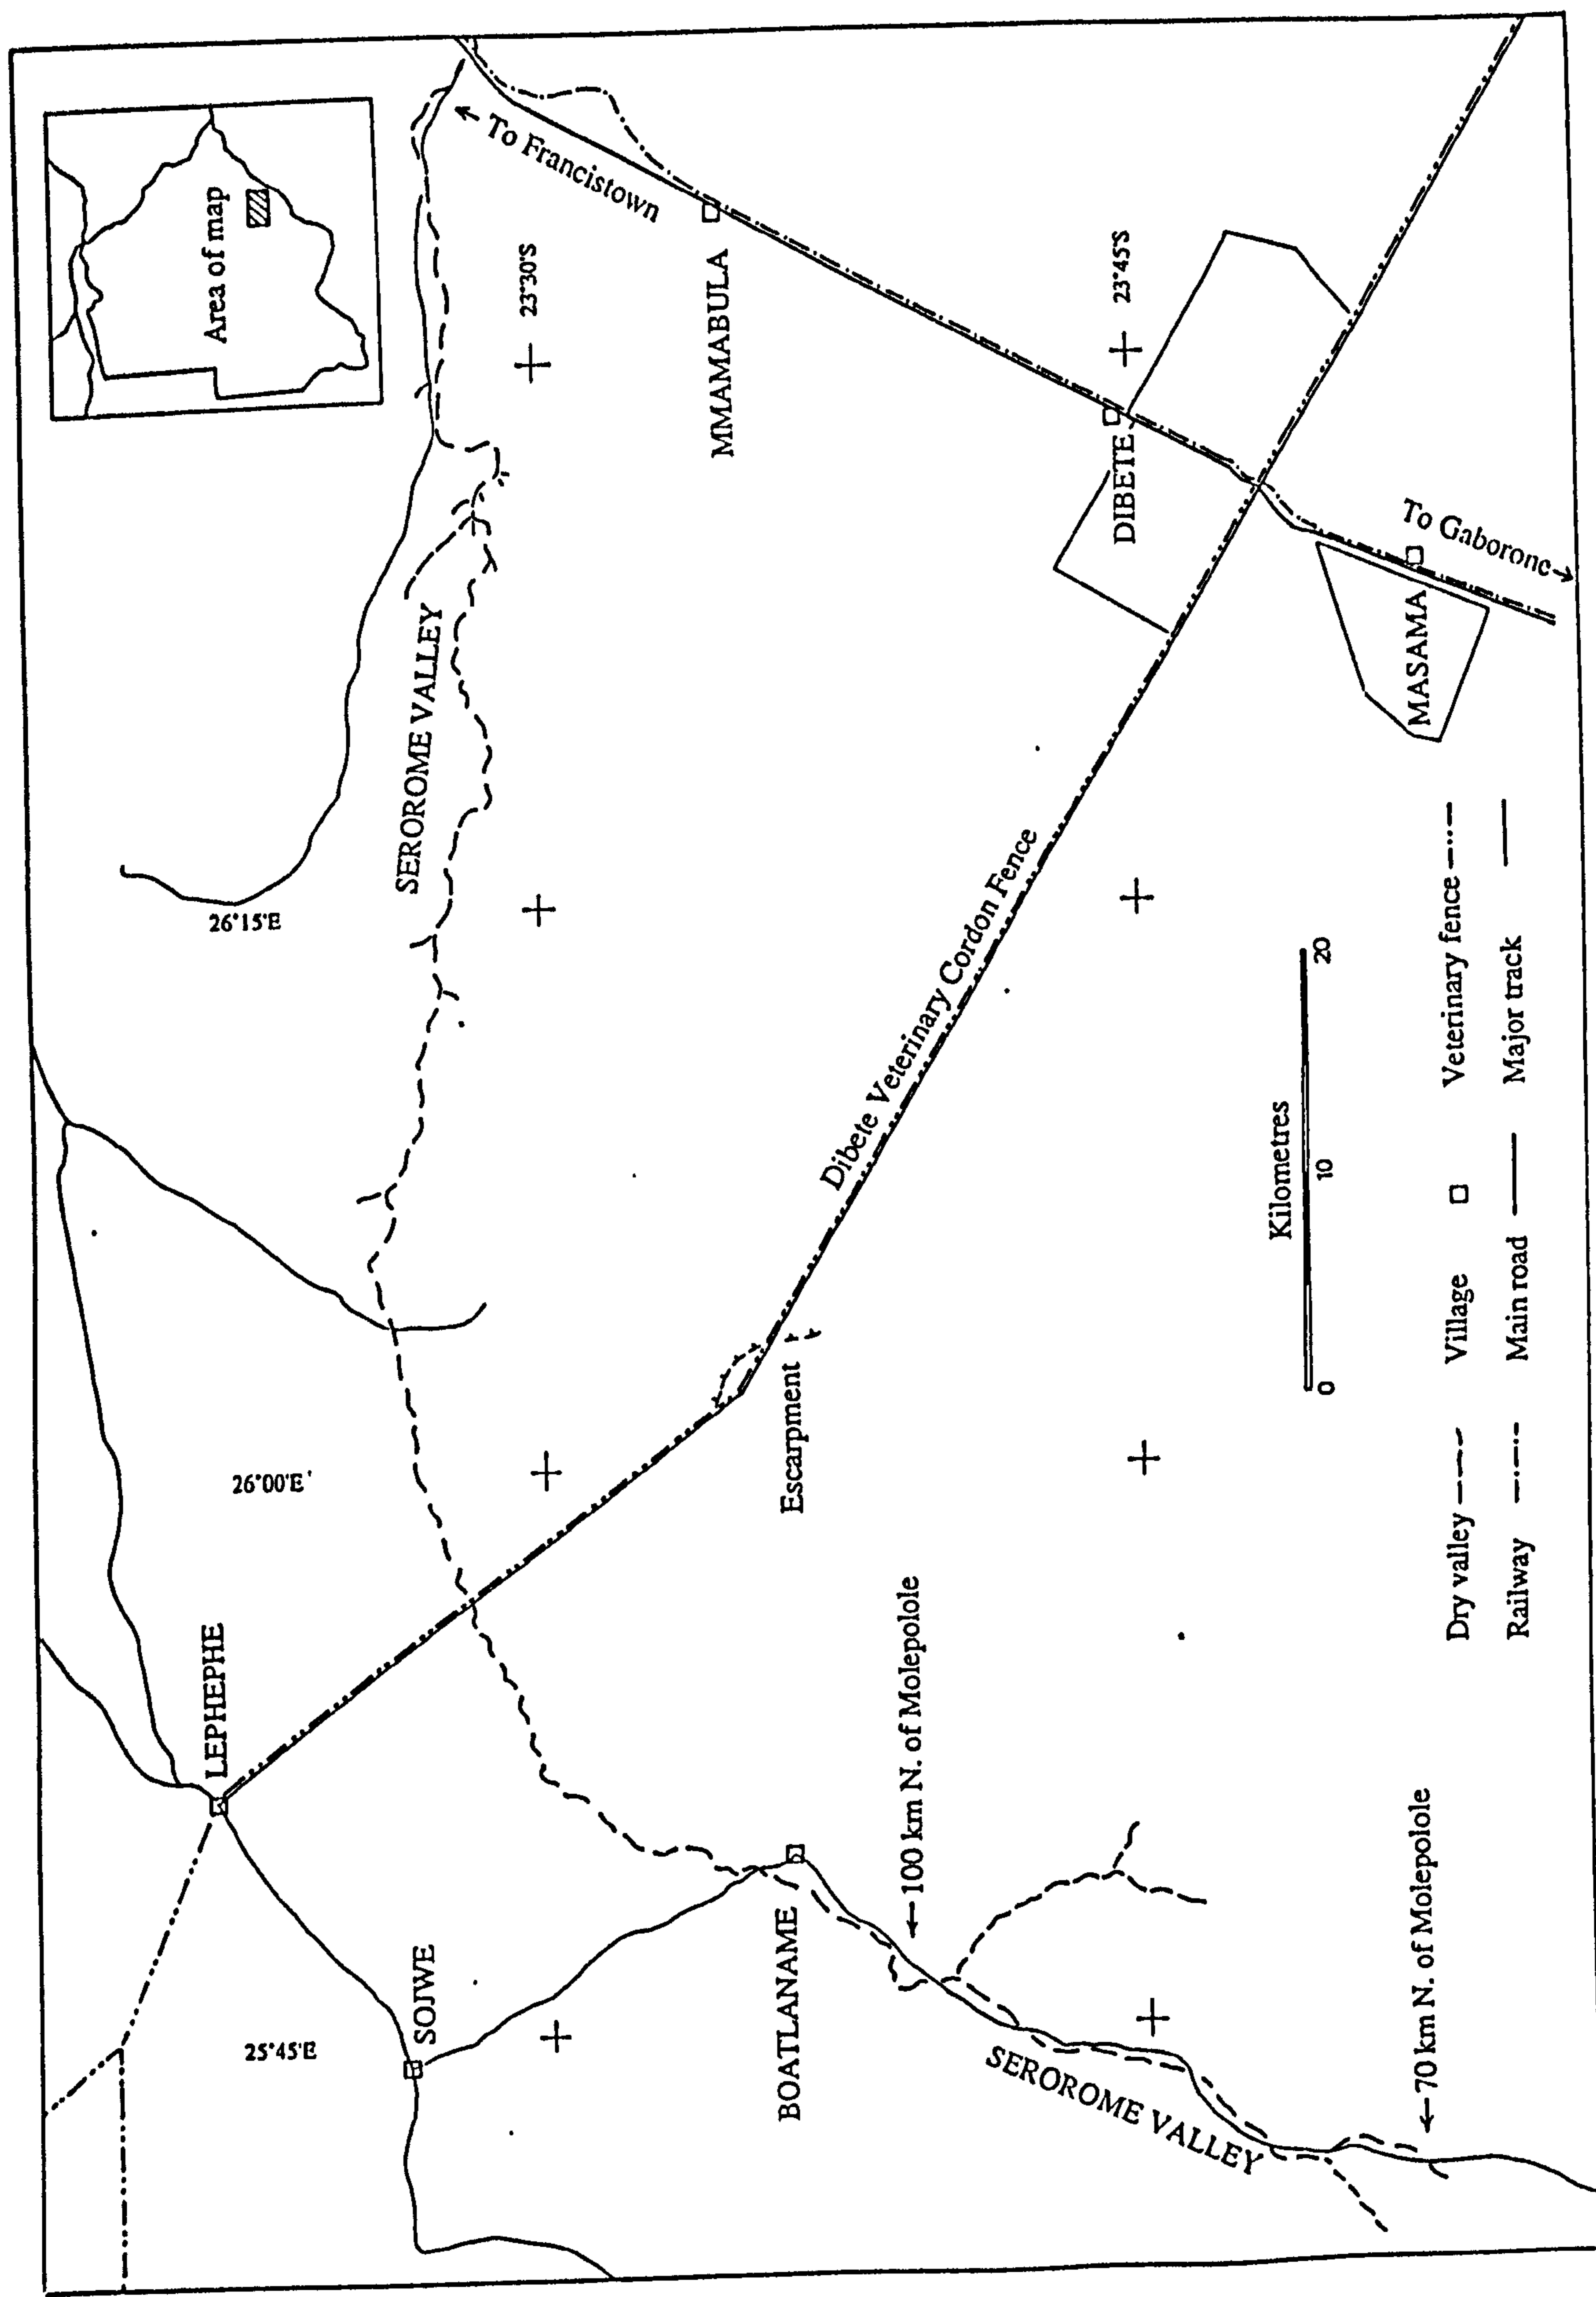 Area of map
To Francistown
23°30'S
MMAMABULA
23°45'S
DIBETE
To Gaborone
MASAMA
SEROROME VALLEY
26°15'E
Dibete Veterinary Cordon Fence
26°00'E
Escarpment
LEPHEPHE
25°45'E
SOJWE
BOATLANAME
100 km N. of Molepolole
SEROROME VALLEY
70 km N. of Molepolole
Kilometres
0 10 20
Dry valley
Village
Veterinary fence
Railway
Main road
Major track